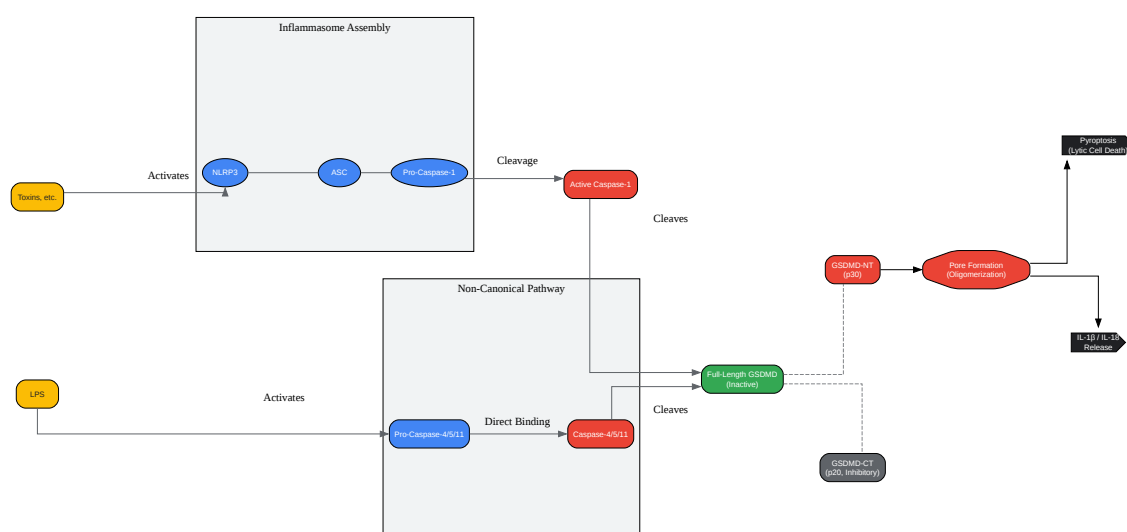 Inflammasome Assembly
Pyroptosis
(Lytic Cell Death)
Cleavage
Activates
NLRP3
ASC
Pro-Caspase-1
Active Caspase-1
Toxins, etc.
Cleaves
GSDMD-NT
(p30)
Pore Formation
(Oligomerization)
Non-Canonical Pathway
IL-1β / IL-18
Release
Full-Length GSDMD
(Inactive)
LPS
Activates
Cleaves
Direct Binding
Pro-Caspase-4/5/11
Caspase-4/5/11
GSDMD-CT
(p20, Inhibitory)